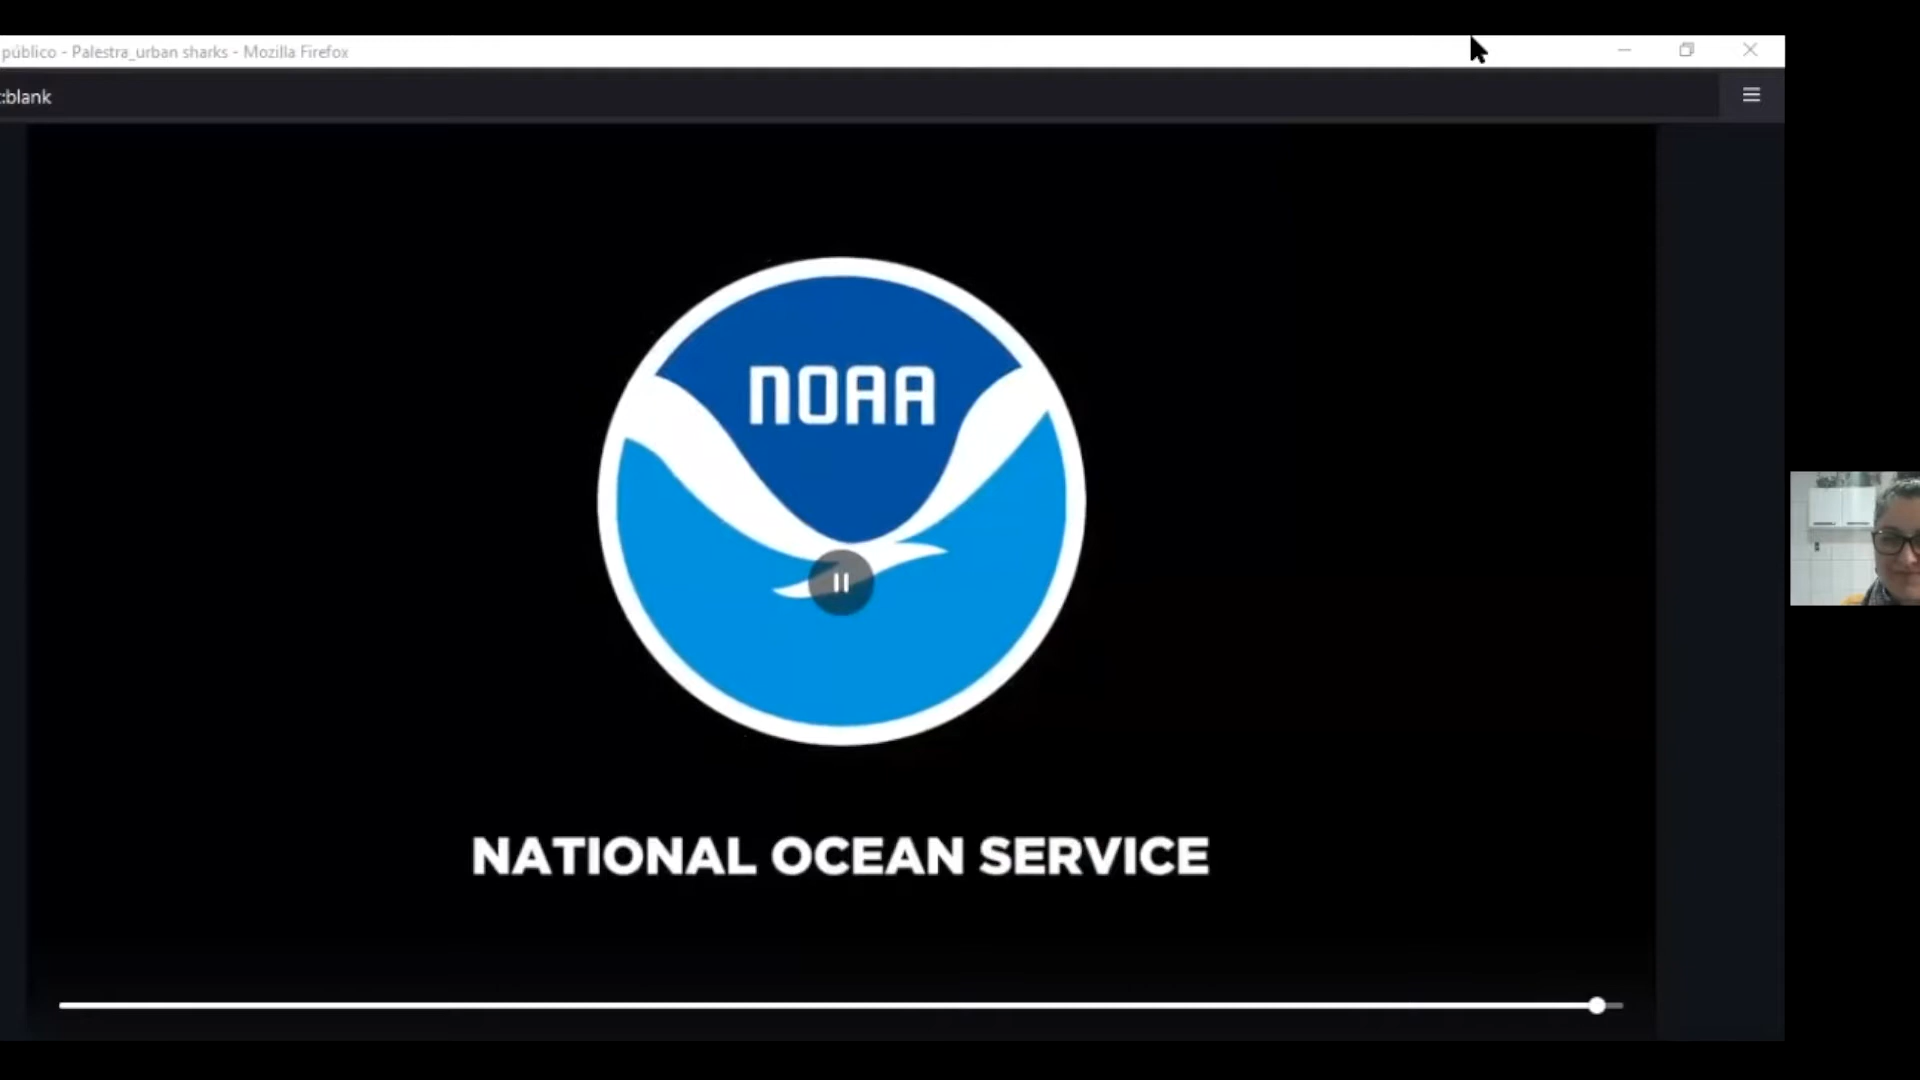 público - Palestra_urban sharks - Mozilla Firefox
:blank
NOAA
NATIONAL OCEAN SERVICE